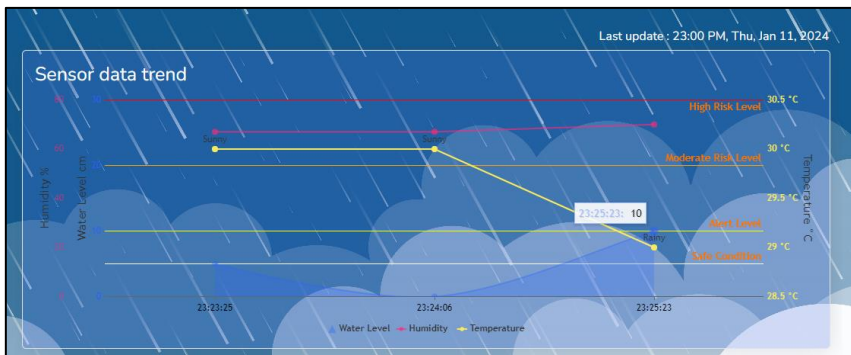 Last update : 23:00 PM, Thu, Jan 11, 2024
Sensor data trend
30.5 °C
High Risk Level
Sunny
Sunny
30 °C
Moderate Risk Level
Humidity %
Water Level cm
Temperature °C
29.5 °C
23:25:23: 10
Alert Level
Rainy
29 °C
Safe Condition
0
0
28.5 °C
23:23:25
23:24:06
23:25:23
Water Level
Humidity
Temperature